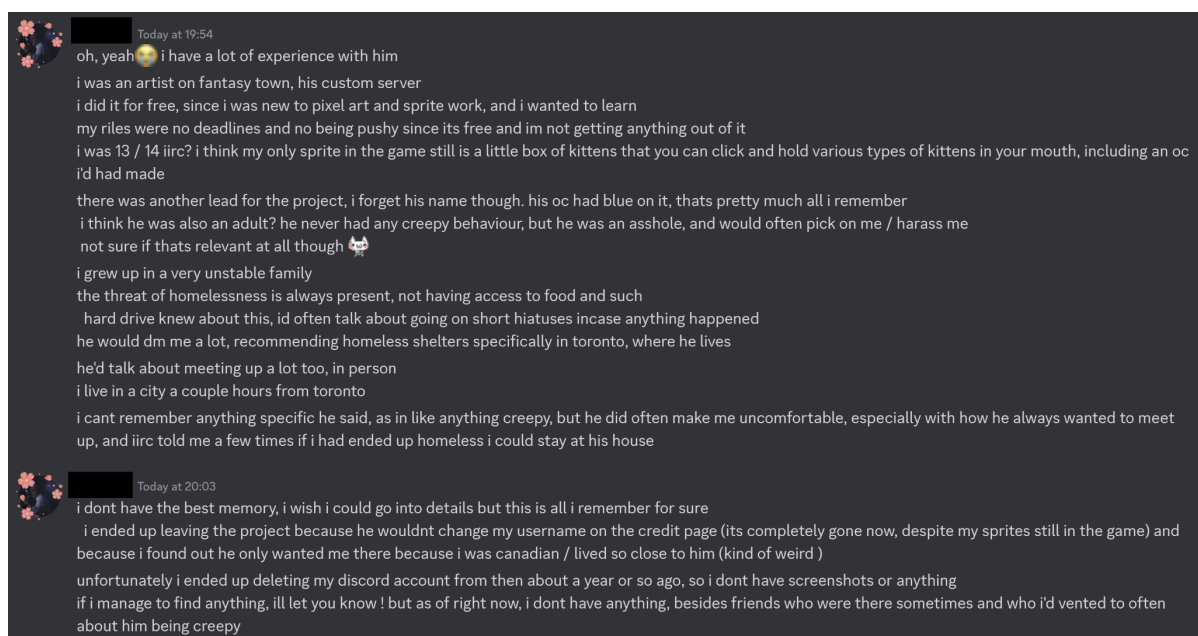 Today at 19:54
oh, yeah😭 i have a lot of experience with him
i was an artist on fantasy town, his custom server
i did it for free, since i was new to pixel art and sprite work, and i wanted to learn
my riles were no deadlines and no being pushy since its free and im not getting anything out of it
i was 13 / 14 iirc? i think my only sprite in the game still is a little box of kittens that you can click and hold various types of kittens in your mouth, including an oc
i'd had made
there was another lead for the project, i forget his name though. his oc had blue on it, thats pretty much all i remember
i think he was also an adult? he never had any creepy behaviour, but he was an asshole, and would often pick on me / harass me
not sure if thats relevant at all though
i grew up in a very unstable family
the threat of homelessness is always present, not having access to food and such
hard drive knew about this, id often talk about going on short hiatuses incase anything happened
he would dm me a lot, recommending homeless shelters specifically in toronto, where he lives
he'd talk about meeting up a lot too, in person
i live in a city a couple hours from toronto
i cant remember anything specific he said, as in like anything creepy, but he did often make me uncomfortable, especially with how he always wanted to meet
up, and iirc told me a few times if i had ended up homeless i could stay at his house
Today at 20:03
i dont have the best memory, i wish i could go into details but this is all i remember for sure
i ended up leaving the project because he wouldnt change my username on the credit page (its completely gone now, despite my sprites still in the game) and
because i found out he only wanted me there because i was canadian / lived so close to him (kind of weird )
unfortunately i ended up deleting my discord account from then about a year or so ago, so i dont have screenshots or anything
if i manage to find anything, ill let you know ! but as of right now, i dont have anything, besides friends who were there sometimes and who i'd vented to often
about him being creepy